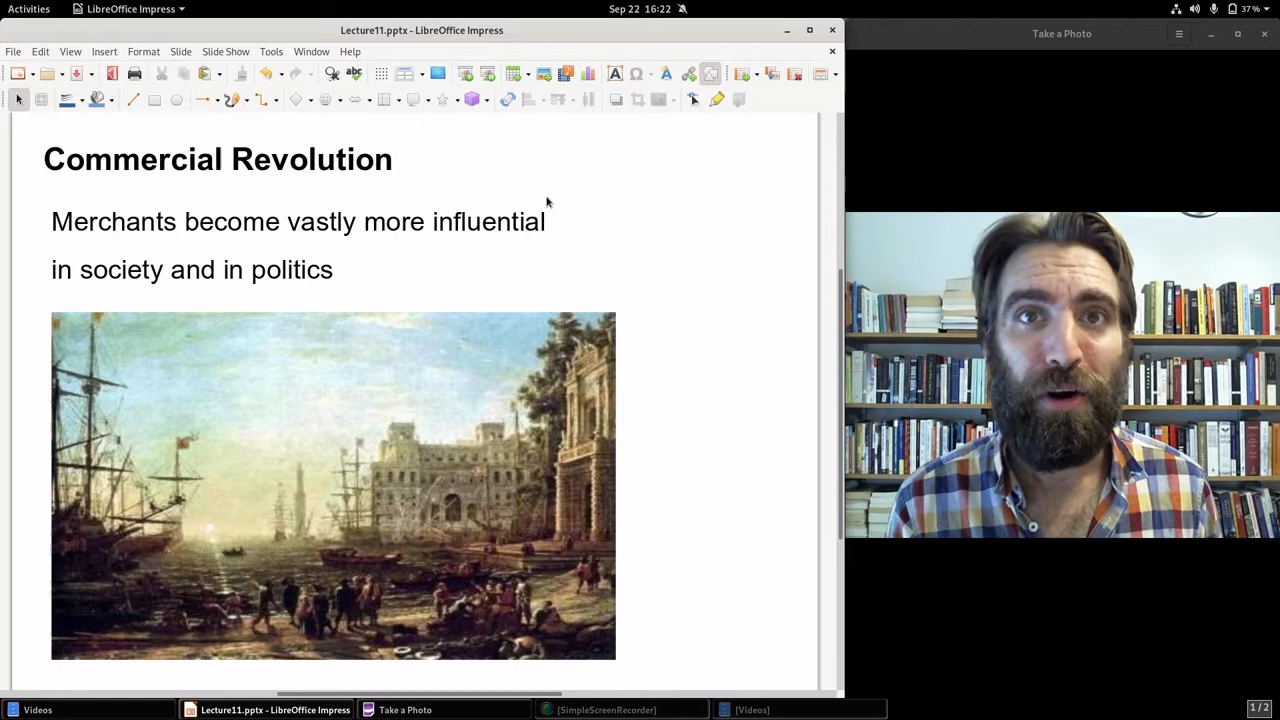 Activities LibreOffice Impress Sep 22 16:22 37%
Lecture11.pptx - LibreOffice Impress
Take a Photo
File Edit View Insert Format Slide Slide Show Tools Window Help
Commercial Revolution
Merchants become vastly more influential
in society and in politics
Videos Lecture11.pptx - LibreOffice Impress Take a Photo [SimpleScreenRecorder] [Videos] 1/2